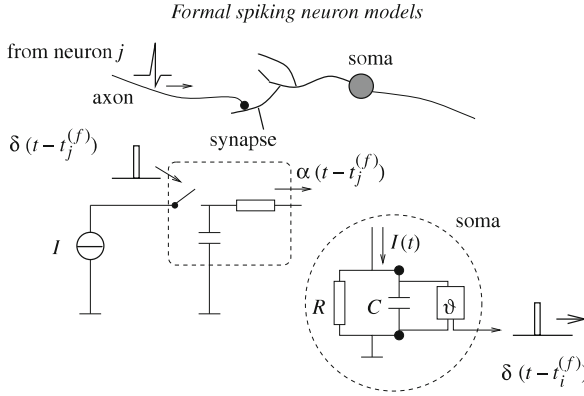 Formal spiking neuron models
from neuron j
soma
axon
synapse
δ (t − t_j^(f))
α (t − t_j^(f))
I
soma
I(t)
R
C
ϑ
δ (t − t_i^(f))